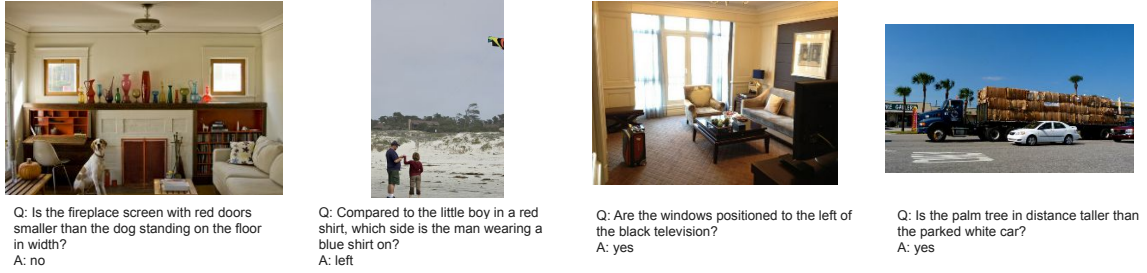 Q: Is the fireplace screen with red doors
smaller than the dog standing on the floor
in width?
A: no
Q: Compared to the little boy in a red
shirt, which side is the man wearing a
blue shirt on?
A: left
Q: Are the windows positioned to the left of
the black television?
A: yes
Q: Is the palm tree in distance taller than
the parked white car?
A: yes